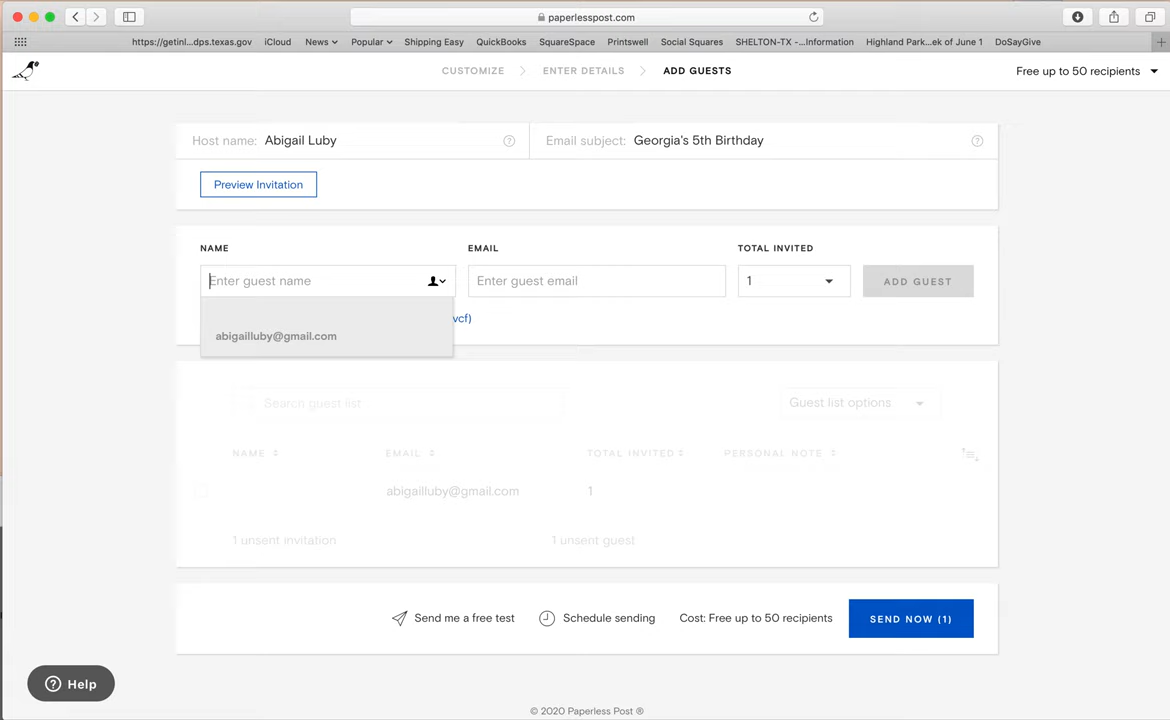 paperlesspost.com
https://getinl...dps.texas.gov iCloud News Popular Shipping Easy QuickBooks SquareSpace Printswell Social Squares SHELTON-TX -...Information Highland Park...ek of June 1 DoSayGive
CUSTOMIZE ENTER DETAILS ADD GUESTS Free up to 50 recipients
Host name: Abigail Luby ? Email subject: Georgia's 5th Birthday ?
Preview Invitation
NAME EMAIL TOTAL INVITED
Enter guest name Enter guest email 1 ADD GUEST
vcf)
abigailluby@gmail.com
Search guest list Guest list options
NAME EMAIL TOTAL INVITED PERSONAL NOTE
abigailluby@gmail.com 1
1 unsent invitation 1 unsent guest
Send me a free test Schedule sending Cost: Free up to 50 recipients SEND NOW (1)
? Help
© 2020 Paperless Post ®